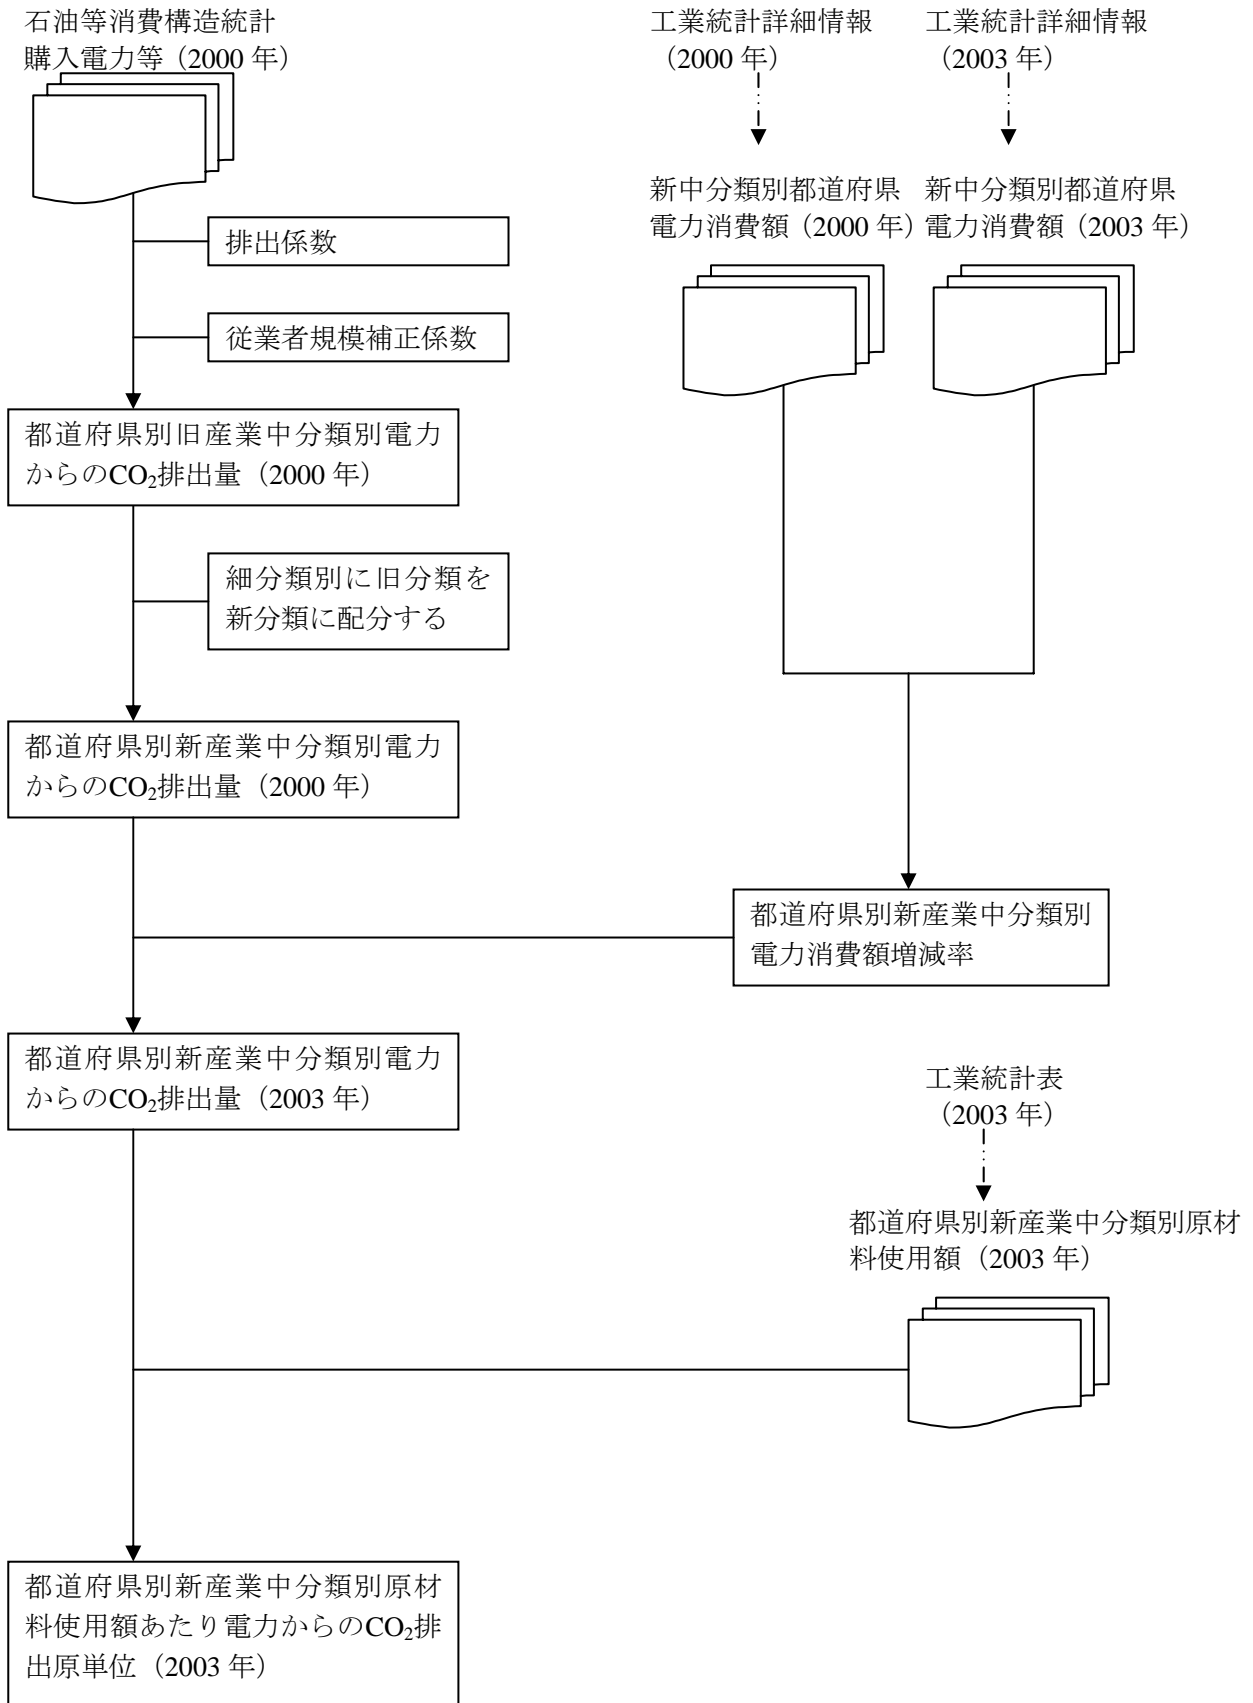 石油等消費構造統計
購入電力等（2000 年）
工業統計詳細情報
（2000 年）
工業統計詳細情報
（2003 年）
新中分類別都道府県
電力消費額（2000 年）
新中分類別都道府県
電力消費額（2003 年）
排出係数
従業者規模補正係数
都道府県別旧産業中分類別電力
からのCO₂排出量（2000 年）
細分類別に旧分類を
新分類に配分する
都道府県別新産業中分類別電力
からのCO₂排出量（2000 年）
都道府県別新産業中分類別
電力消費額増減率
都道府県別新産業中分類別電力
からのCO₂排出量（2003 年）
工業統計表
（2003 年）
都道府県別新産業中分類別原材
料使用額（2003 年）
都道府県別新産業中分類別原材
料使用額あたり電力からのCO₂排
出原単位（2003 年）